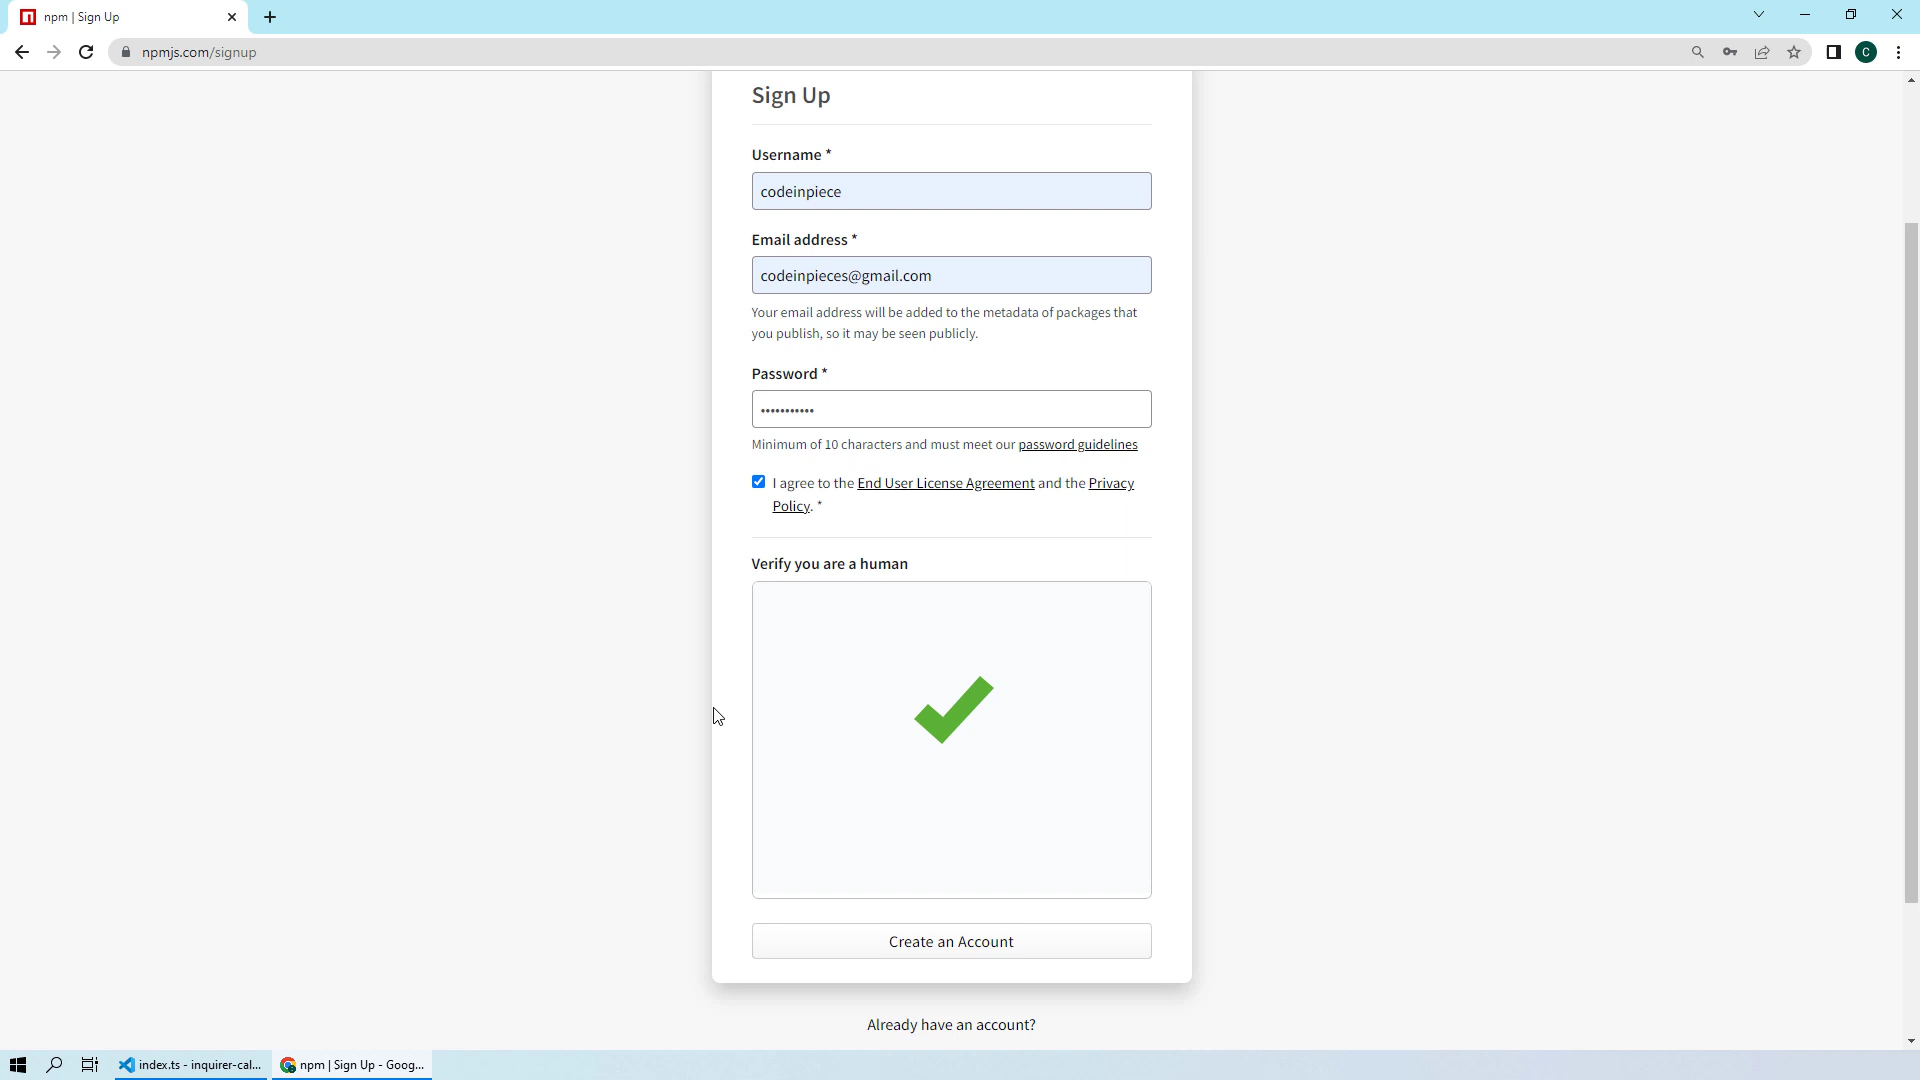 npm | Sign Up
npmjs.com/signup
C
Sign Up
Username *
codeinpiece
Email address *
codeinpieces@gmail.com
Your email address will be added to the metadata of packages that
you publish, so it may be seen publicly.
Password *
•••••••••••
Minimum of 10 characters and must meet our password guidelines
I agree to the End User License Agreement and the Privacy
Policy. *
Verify you are a human
Create an Account
Already have an account?
index.ts - inquirer-cal...
npm | Sign Up - Goog...